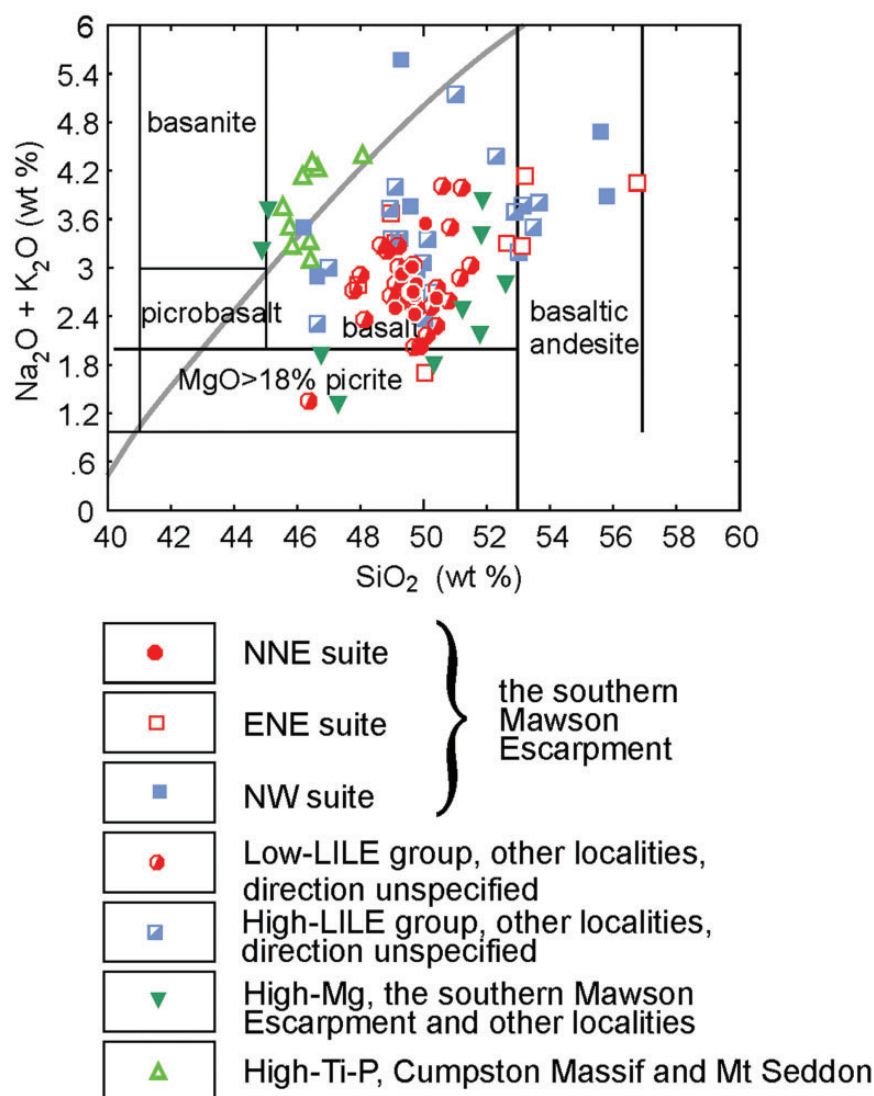 6
5.4
4.8
4.2
3.6
3
2.4
1.8
1.2
.6
0
Na₂O + K₂O (wt %)
basanite
picrobasalt
basalt
basaltic
andesite
MgO>18% picrite
40 42 44 46 48 50 52 54 56 58 60
SiO₂ (wt %)
NNE suite
ENE suite
NW suite
the southern
Mawson
Escarpment
Low-LILE group, other localities,
direction unspecified
High-LILE group, other localities,
direction unspecified
High-Mg, the southern Mawson
Escarpment and other localities
High-Ti-P, Cumpston Massif and Mt Seddon